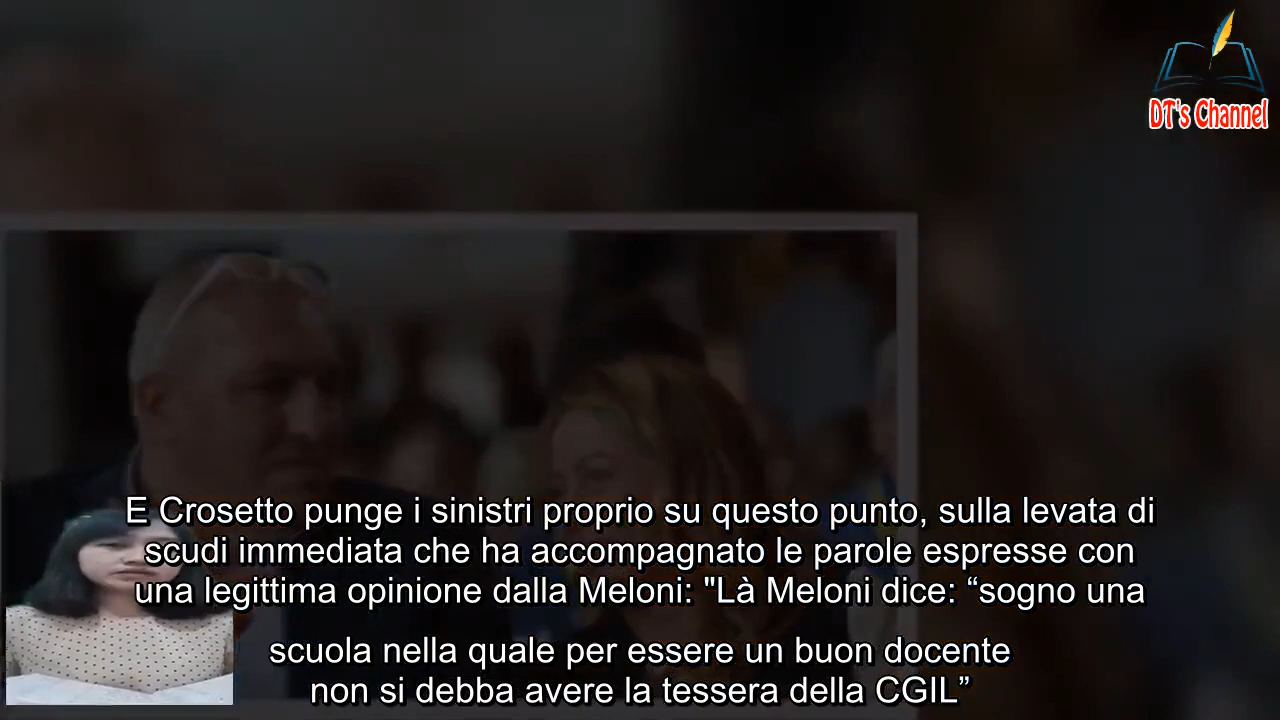 DT's Channel
E Crosetto punge i sinistri proprio su questo punto, sulla levata di
scudi immediata che ha accompagnato le parole espresse con
una legittima opinione dalla Meloni: "Là Meloni dice: “sogno una
scuola nella quale per essere un buon docente
non si debba avere la tessera della CGIL”